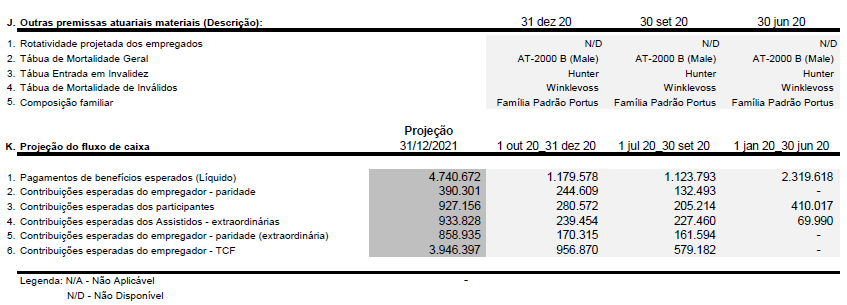 J. Outras premissas atuariais materiais (Descrição): 31 dez 20 30 set 20 30 jun 20
1. Rotatividade projetada dos empregados N/D N/D N/D
2. Tábua de Mortalidade Geral AT-2000 B (Male) AT-2000 B (Male) AT-2000 B (Male)
3. Tábua Entrada em Invalidez Hunter Hunter Hunter
4. Tábua de Mortalidade de Inválidos Winklevoss Winklevoss Winklevoss
5. Composição familiar Família Padrão Portus Família Padrão Portus Família Padrão Portus
Projeção
K. Projeção do fluxo de caixa 31/12/2021 1 out 20_31 dez 20 1 jul 20_30 set 20 1 jan 20_30 jun 20
1. Pagamentos de benefícios esperados (Líquido) 4.740.672 1.179.578 1.123.793 2.319.618
2. Contribuições esperadas do empregador - paridade 390.301 244.609 132.493 -
3. Contribuições esperadas dos participantes 927.156 280.572 205.214 410.017
4. Contribuições esperadas dos Assistidos - extraordinárias 933.828 239.454 227.460 69.990
5. Contribuições esperadas do empregador - paridade (extraordinária) 858.935 170.315 161.594 -
6. Contribuições esperadas do empregador - TCF 3.946.397 956.870 579.182 -
Legenda: N/A - Não Aplicável -
N/D - Não Disponível